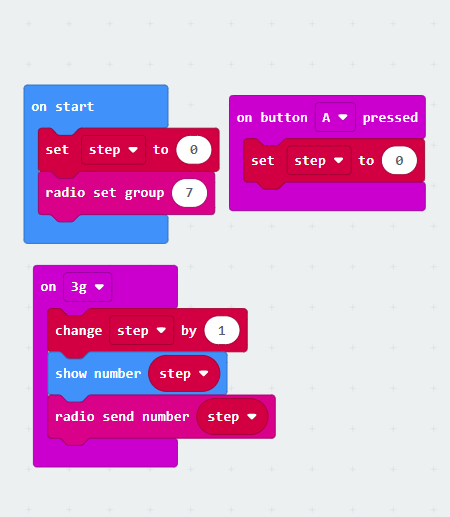 on start
set step to 0
radio set group 7
on button A pressed
set step to 0
on 3g
change step by 1
show number step
radio send number step